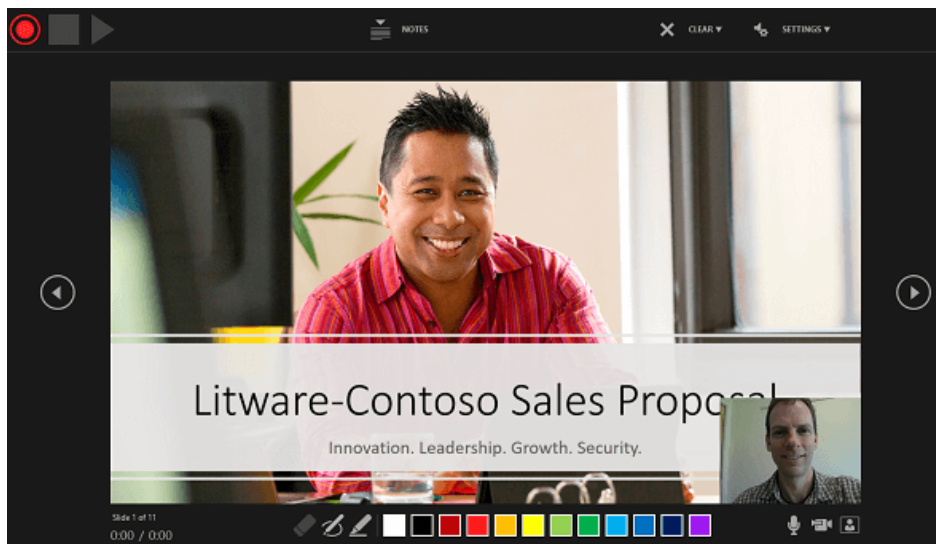 NOTES
CLEAR
SETTINGS
Litware-Contoso Sales Proposal
Innovation. Leadership. Growth. Security.
Slide 1 of 11
0:00 / 0:00